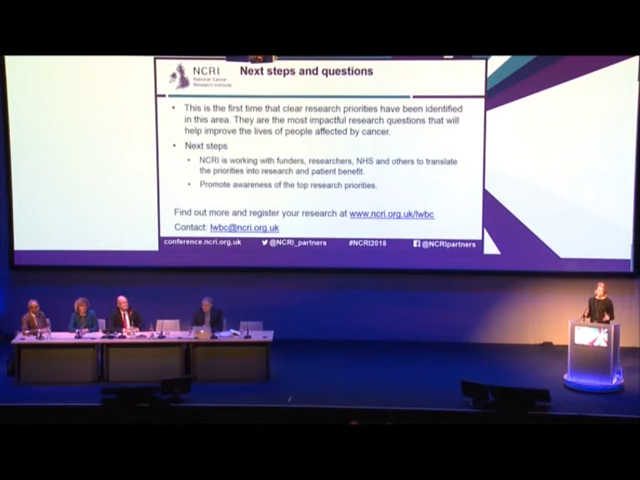 NCRI
National Cancer
Research Institute
Next steps and questions
• This is the first time that clear research priorities have been identified
in this area. They are the most impactful research questions that will
help improve the lives of people affected by cancer.
• Next steps
• NCRI is working with funders, researchers, NHS and others to translate
the priorities into research and patient benefit.
• Promote awareness of the top research priorities.
Find out more and register your research at www.ncri.org.uk/lwbc
Contact: lwbc@ncri.org.uk
conference.ncri.org.uk @NCRI_partners #NCRI2018 @NCRIpartners